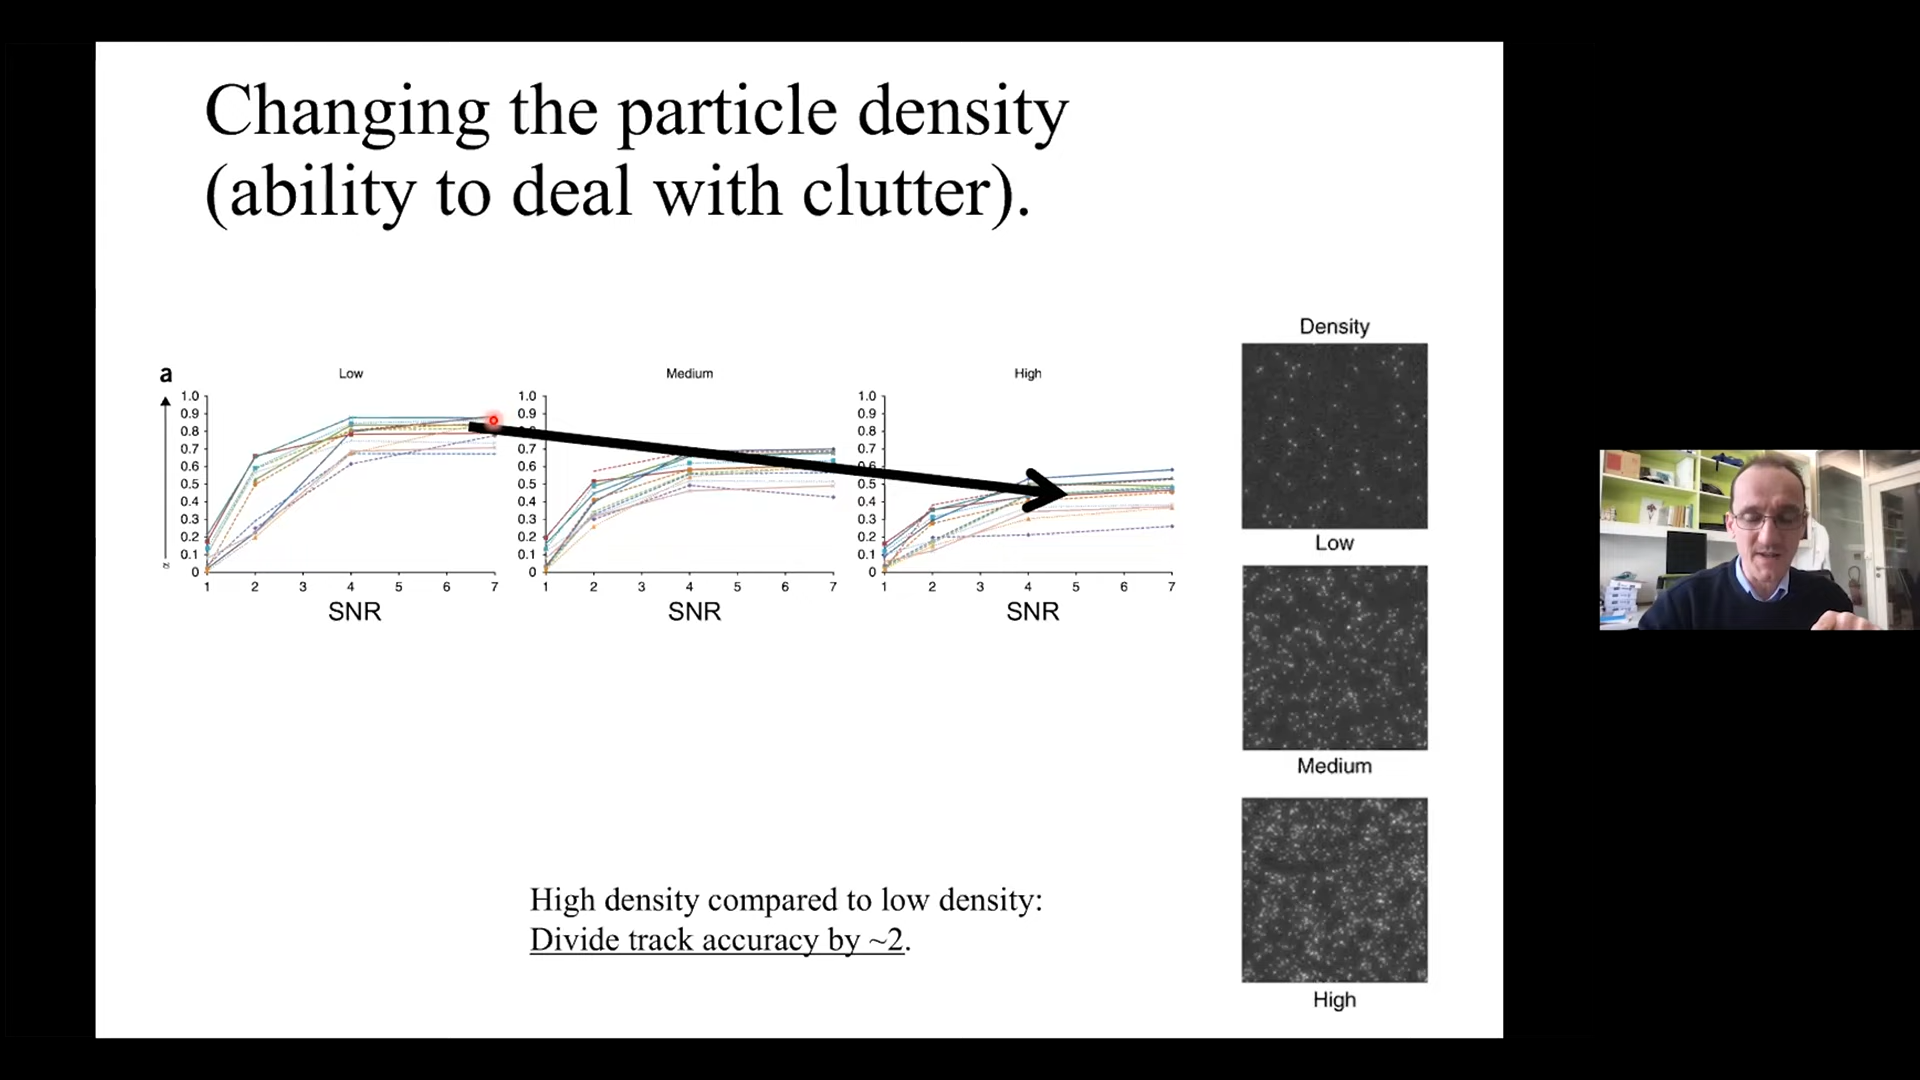 Changing the particle density
(ability to deal with clutter).
Density
a
Low
Medium
High
1.0
0.9
0.8
0.7
0.6
0.5
0.4
0.3
0.2
0.1
0
α
1 2 3 4 5 6 7
SNR
1.0
0.9
0.8
0.7
0.6
0.5
0.4
0.3
0.2
0.1
0
1 2 3 4 5 6 7
SNR
1.0
0.9
0.8
0.7
0.6
0.5
0.4
0.3
0.2
0.1
0
1 2 3 4 5 6 7
SNR
Low
Medium
High density compared to low density:
Divide track accuracy by ~2.
High